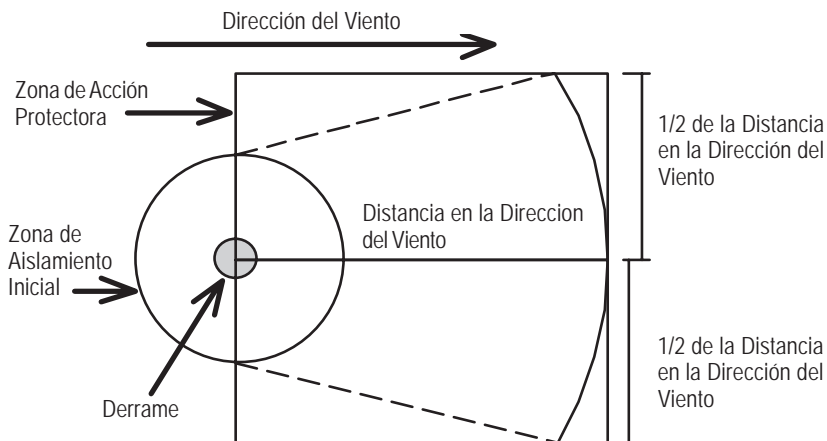 Dirección del Viento
Zona de Acción
Protectora
1/2 de la Distancia
en la Dirección del
Viento
Distancia en la Direccion
del Viento
Zona de
Aislamiento
Inicial
1/2 de la Distancia
en la Dirección del
Viento
Derrame